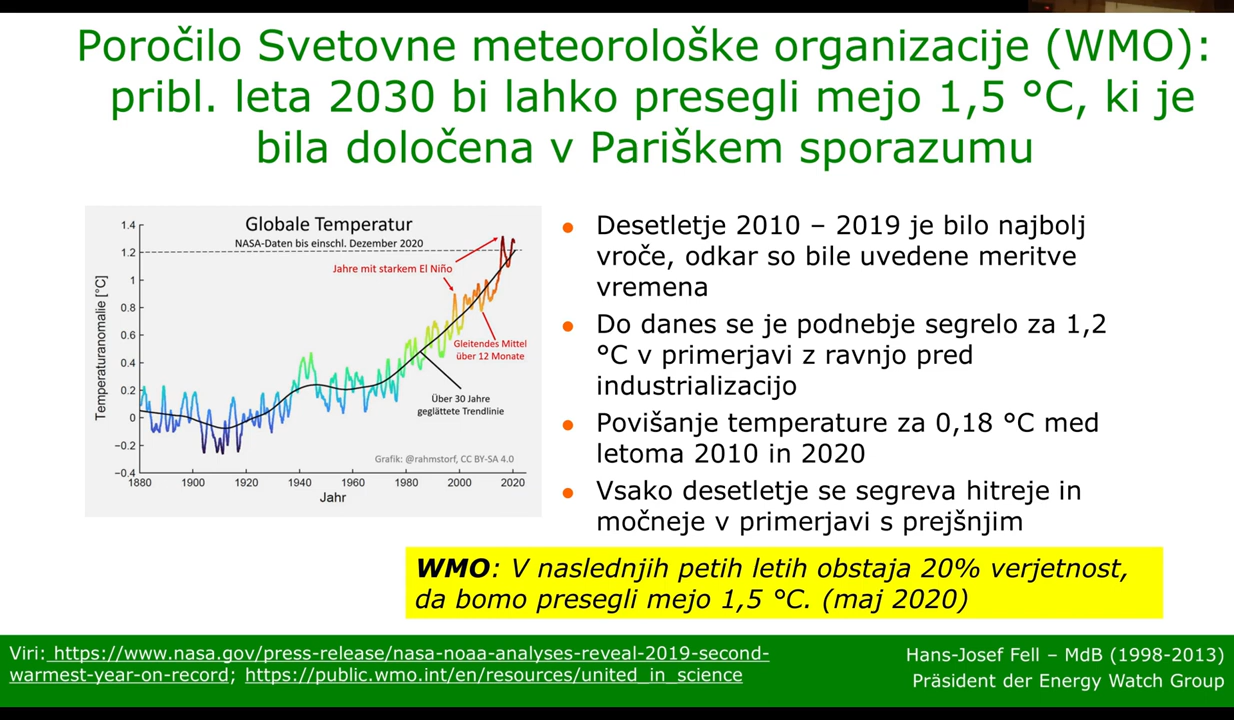 Poročilo Svetovne meteorološke organizacije (WMO):
pribl. leta 2030 bi lahko presegli mejo 1,5 °C, ki je
bila določena v Pariškem sporazumu
Globale Temperatur
NASA-Daten bis einschl. Dezember 2020
Jahre mit starkem El Niño
Gleitendes Mittel
über 12 Monate
Über 30 Jahre
geglättete Trendlinie
Grafik: @rahmstorf, CC BY-SA 4.0
Temperaturanomalie [°C]
1.4
1.2
1
0.8
0.6
0.4
0.2
0
−0.2
−0.4
1880 1900 1920 1940 1960 1980 2000 2020
Jahr
● Desetletje 2010 – 2019 je bilo najbolj
vroče, odkar so bile uvedene meritve
vremena
● Do danes se je podnebje segrelo za 1,2
°C v primerjavi z ravnjo pred
industrializacijo
● Povišanje temperature za 0,18 °C med
letoma 2010 in 2020
● Vsako desetletje se segreva hitreje in
močneje v primerjavi s prejšnjim
WMO: V naslednjih petih letih obstaja 20% verjetnost,
da bomo presegli mejo 1,5 °C. (maj 2020)
Viri: https://www.nasa.gov/press-release/nasa-noaa-analyses-reveal-2019-second-
warmest-year-on-record; https://public.wmo.int/en/resources/united_in_science
Hans-Josef Fell – MdB (1998-2013)
Präsident der Energy Watch Group